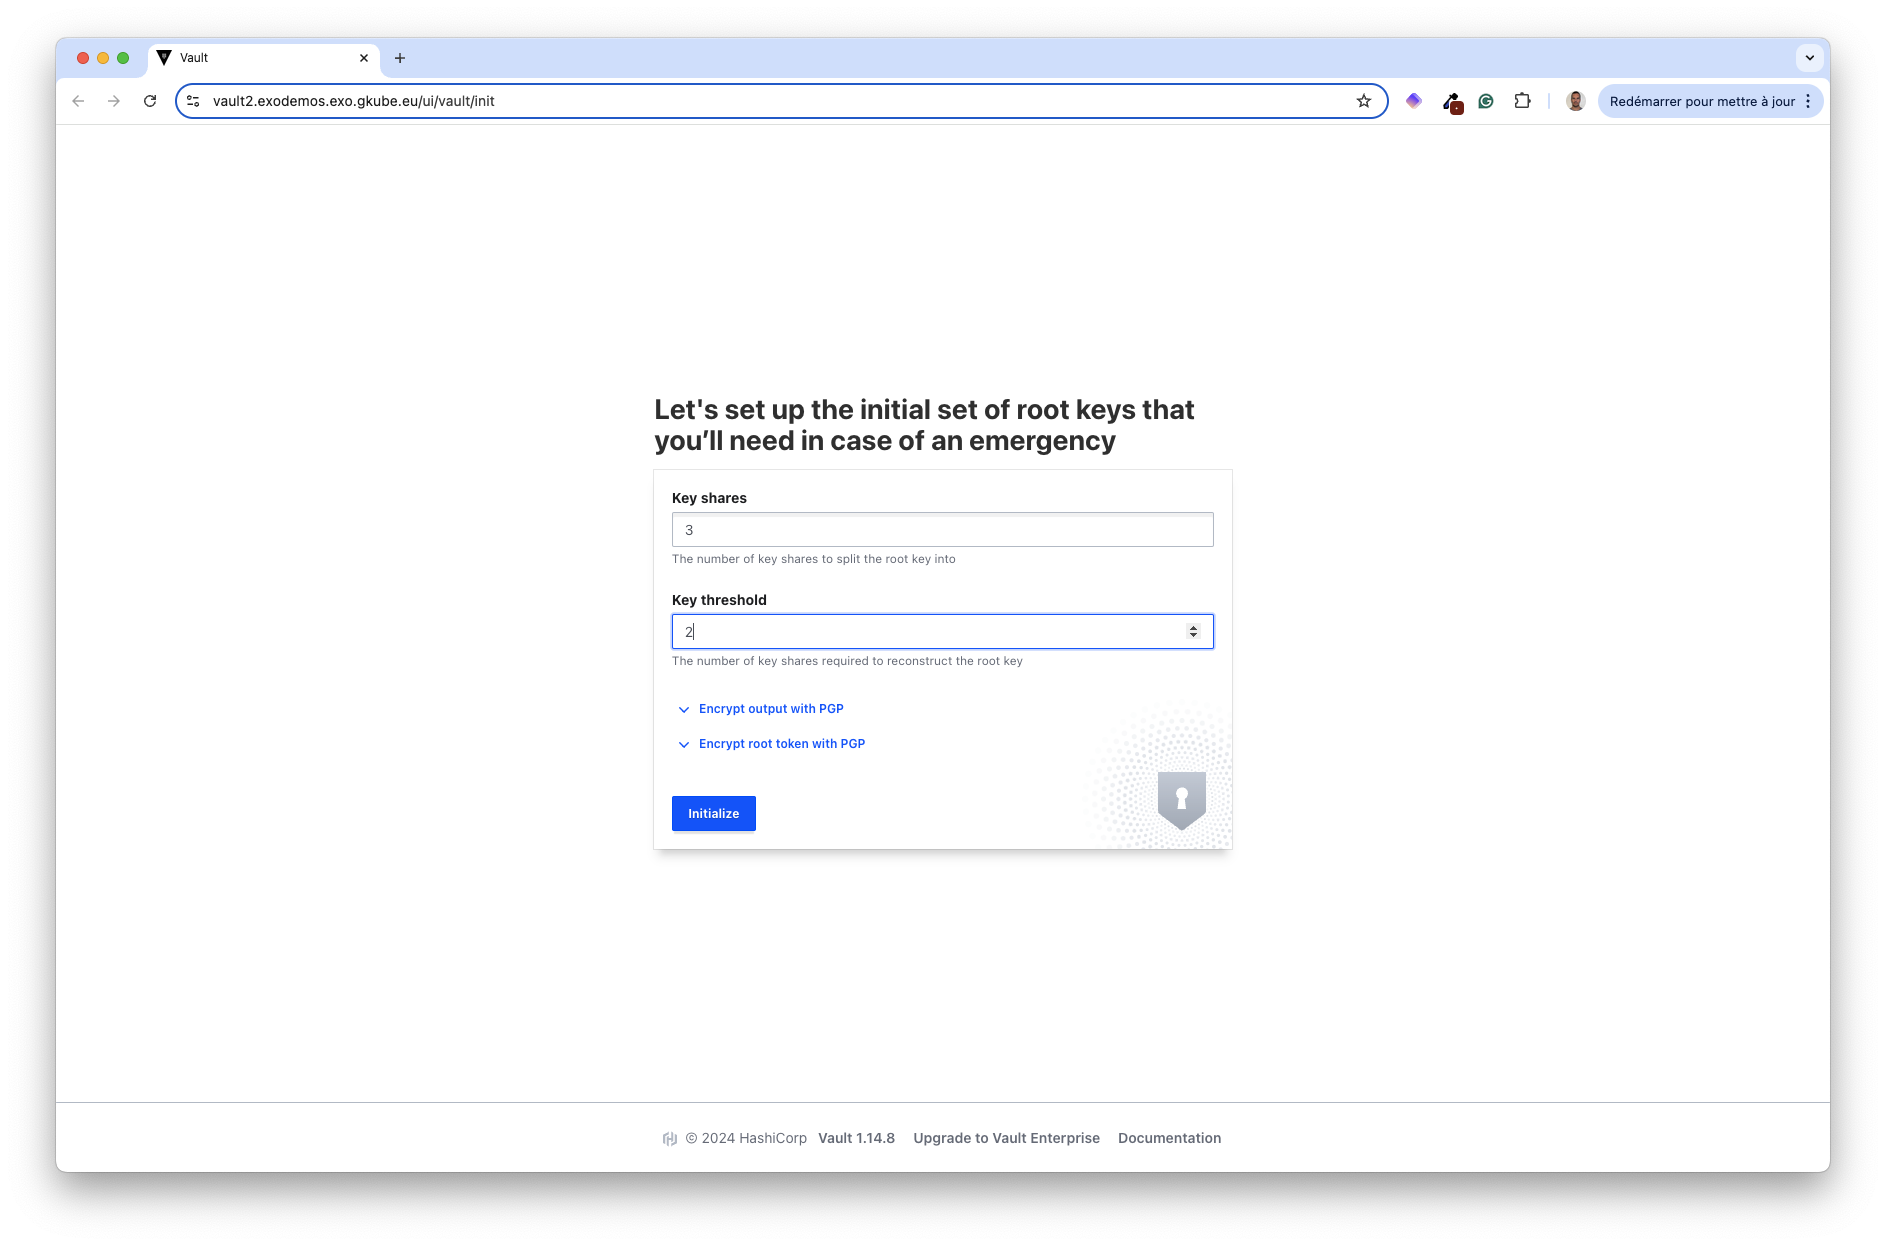 Vault
vault2.exodemos.exo.gkube.eu/ui/vault/init
Redémarrer pour mettre à jour
Let's set up the initial set of root keys that
you’ll need in case of an emergency
Key shares
3
The number of key shares to split the root key into
Key threshold
2
The number of key shares required to reconstruct the root key
Encrypt output with PGP
Encrypt root token with PGP
Initialize
© 2024 HashiCorp Vault 1.14.8 Upgrade to Vault Enterprise Documentation